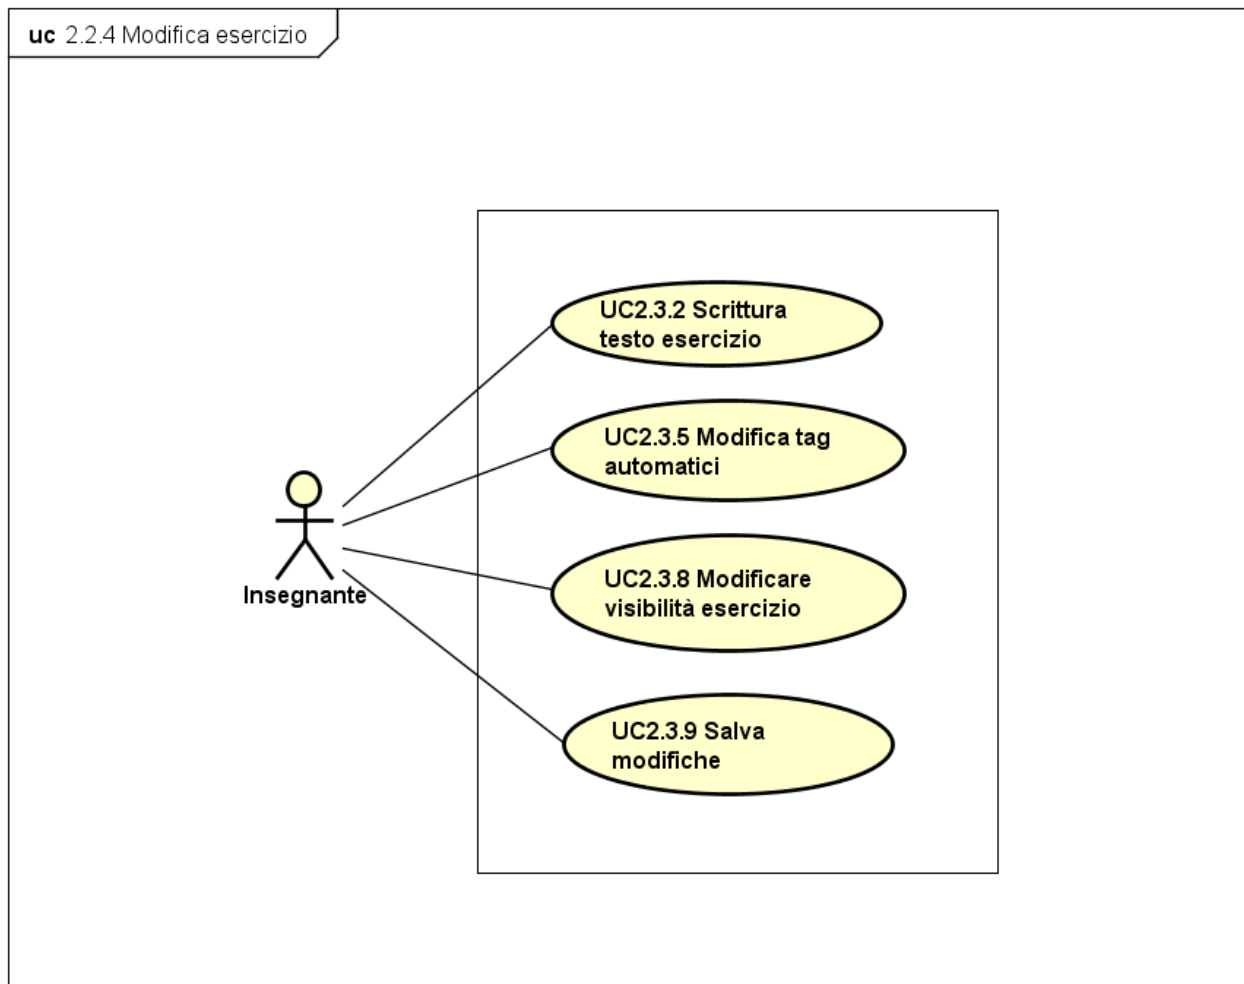 uc 2.2.4 Modifica esercizio
UC2.3.2 Scrittura
testo esercizio
UC2.3.5 Modifica tag
automatici
UC2.3.8 Modificare
visibilità esercizio
Insegnante
UC2.3.9 Salva
modifiche